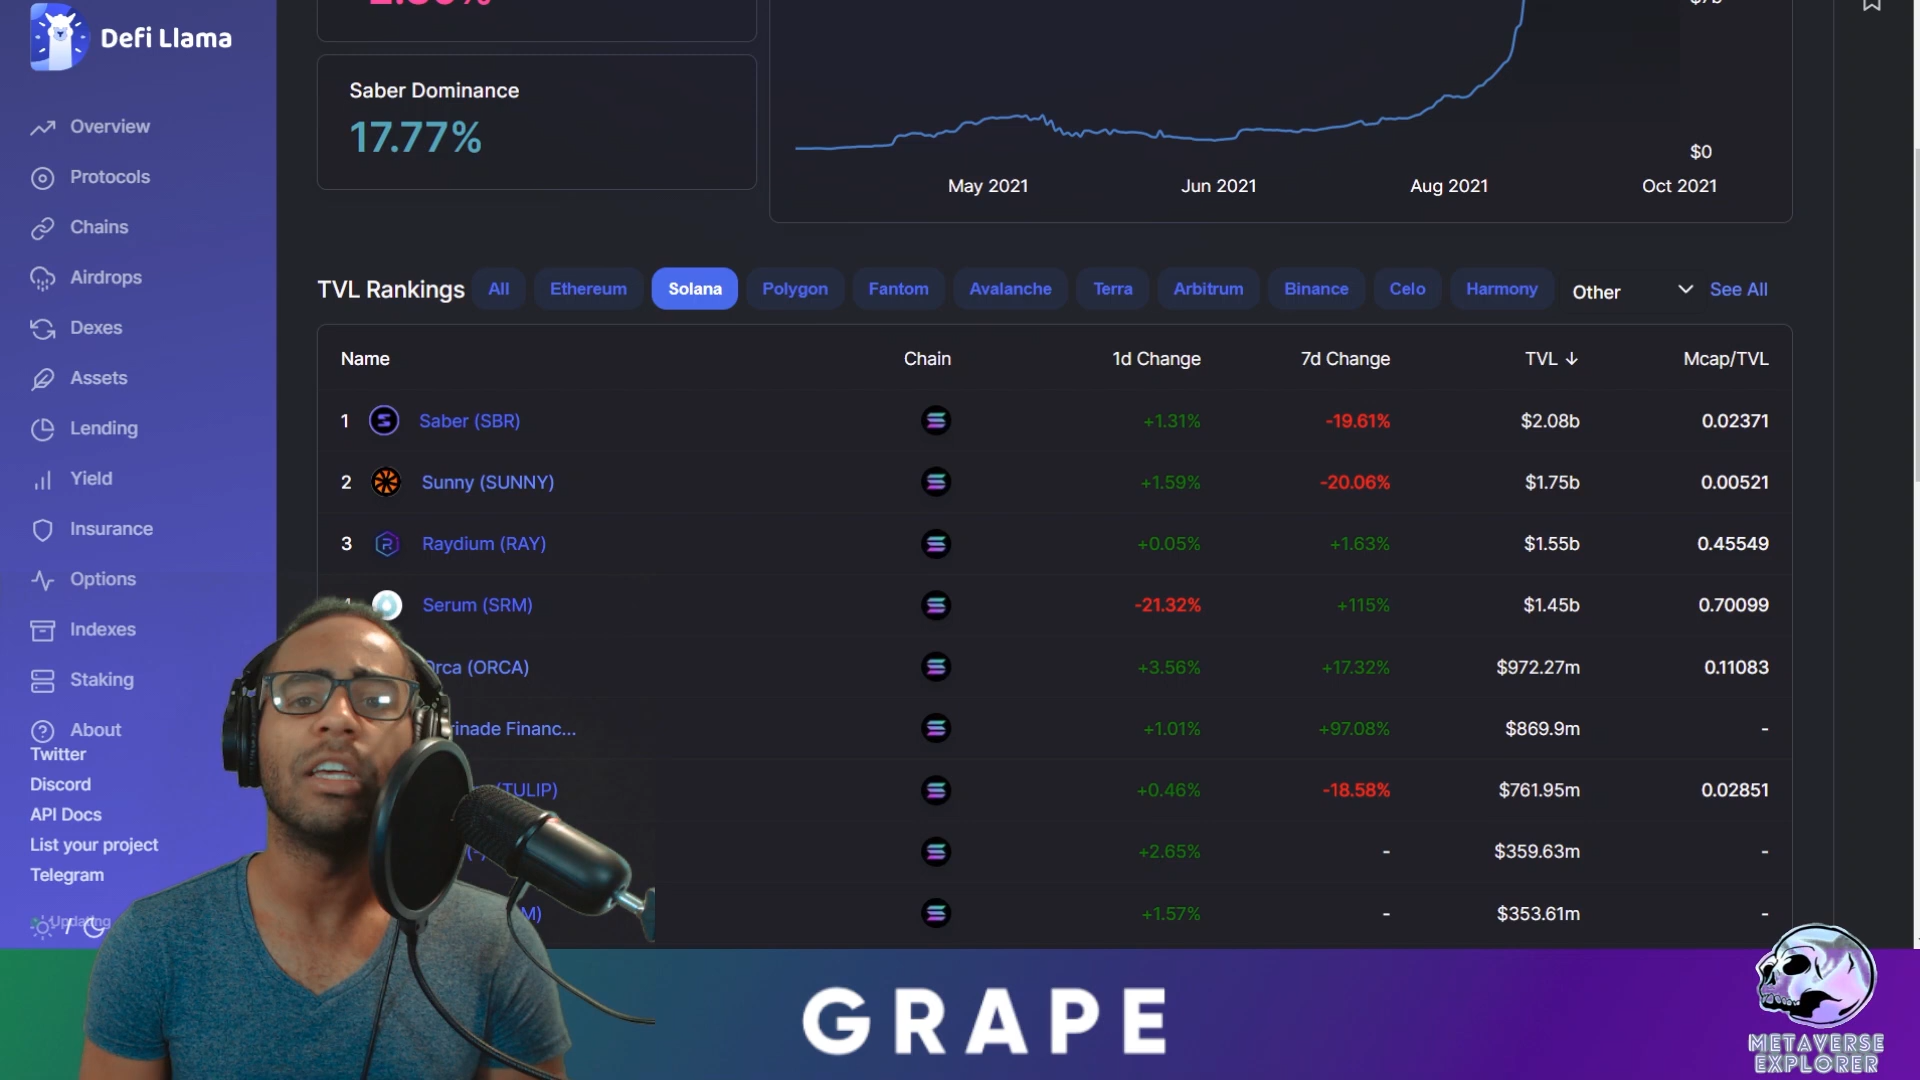 Defi Llama
Overview
Protocols
Chains
Airdrops
Dexes
Assets
Lending
Yield
Insurance
Options
Indexes
Staking
About
Twitter
Discord
API Docs
List your project
Telegram
Updating
Saber Dominance
17.77%
$0
May 2021 Jun 2021 Aug 2021 Oct 2021
TVL Rankings All Ethereum Solana Polygon Fantom Avalanche Terra Arbitrum Binance Celo Harmony Other See All
Name Chain 1d Change 7d Change TVL ↓ Mcap/TVL
1 Saber (SBR) +1.31% -19.61% $2.08b 0.02371
2 Sunny (SUNNY) +1.59% -20.06% $1.75b 0.00521
3 Raydium (RAY) +0.05% +1.63% $1.55b 0.45549
Serum (SRM) -21.32% +115% $1.45b 0.70099
Orca (ORCA) +3.56% +17.32% $972.27m 0.11083
rinade Financ... +1.01% +97.08% $869.9m -
(TULIP) +0.46% -18.58% $761.95m 0.02851
+2.65% - $359.63m -
+1.57% - $353.61m -
GRAPE
METAVERSE
EXPLORER